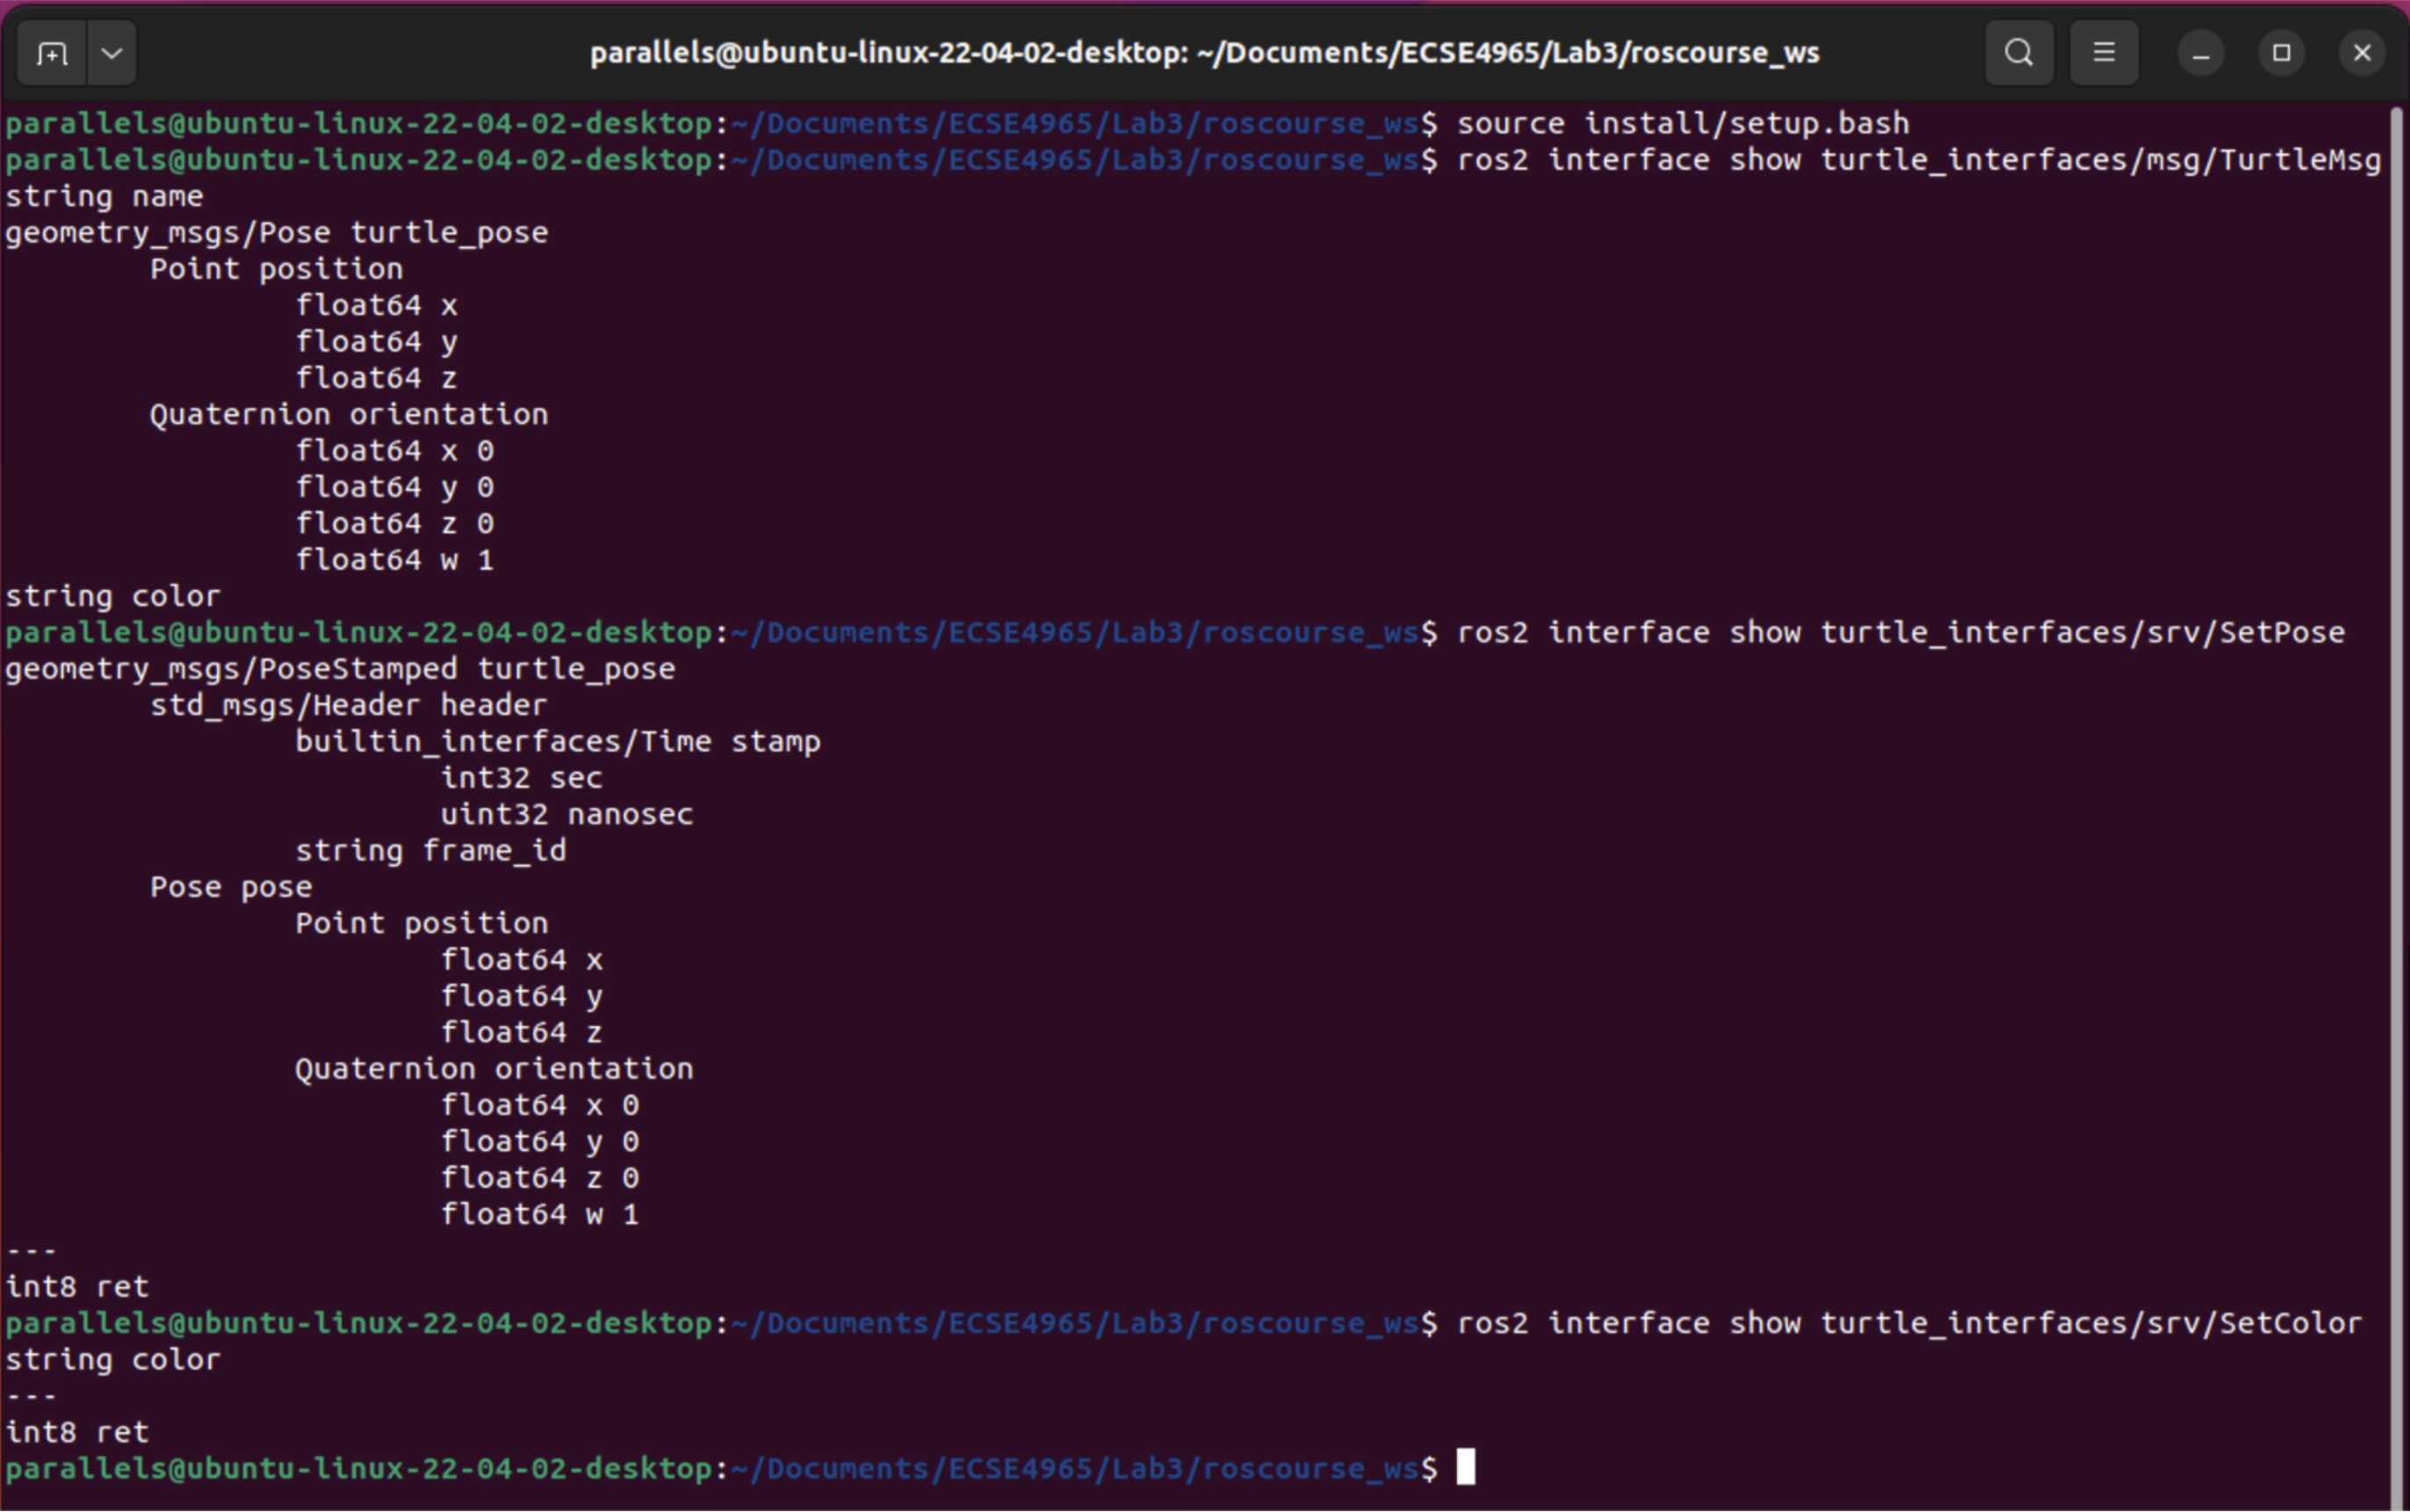 parallels@ubuntu-linux-22-04-02-desktop: ~/Documents/ECSE4965/Lab3/roscourse_ws
parallels@ubuntu-linux-22-04-02-desktop:~/Documents/ECSE4965/Lab3/roscourse_ws$ source install/setup.bash
parallels@ubuntu-linux-22-04-02-desktop:~/Documents/ECSE4965/Lab3/roscourse_ws$ ros2 interface show turtle_interfaces/msg/TurtleMsg
string name
geometry_msgs/Pose turtle_pose
        Point position
                float64 x
                float64 y
                float64 z
        Quaternion orientation
                float64 x 0
                float64 y 0
                float64 z 0
                float64 w 1
string color
parallels@ubuntu-linux-22-04-02-desktop:~/Documents/ECSE4965/Lab3/roscourse_ws$ ros2 interface show turtle_interfaces/srv/SetPose
geometry_msgs/PoseStamped turtle_pose
        std_msgs/Header header
                builtin_interfaces/Time stamp
                        int32 sec
                        uint32 nanosec
                string frame_id
        Pose pose
                Point position
                        float64 x
                        float64 y
                        float64 z
                Quaternion orientation
                        float64 x 0
                        float64 y 0
                        float64 z 0
                        float64 w 1
---
int8 ret
parallels@ubuntu-linux-22-04-02-desktop:~/Documents/ECSE4965/Lab3/roscourse_ws$ ros2 interface show turtle_interfaces/srv/SetColor
string color
---
int8 ret
parallels@ubuntu-linux-22-04-02-desktop:~/Documents/ECSE4965/Lab3/roscourse_ws$